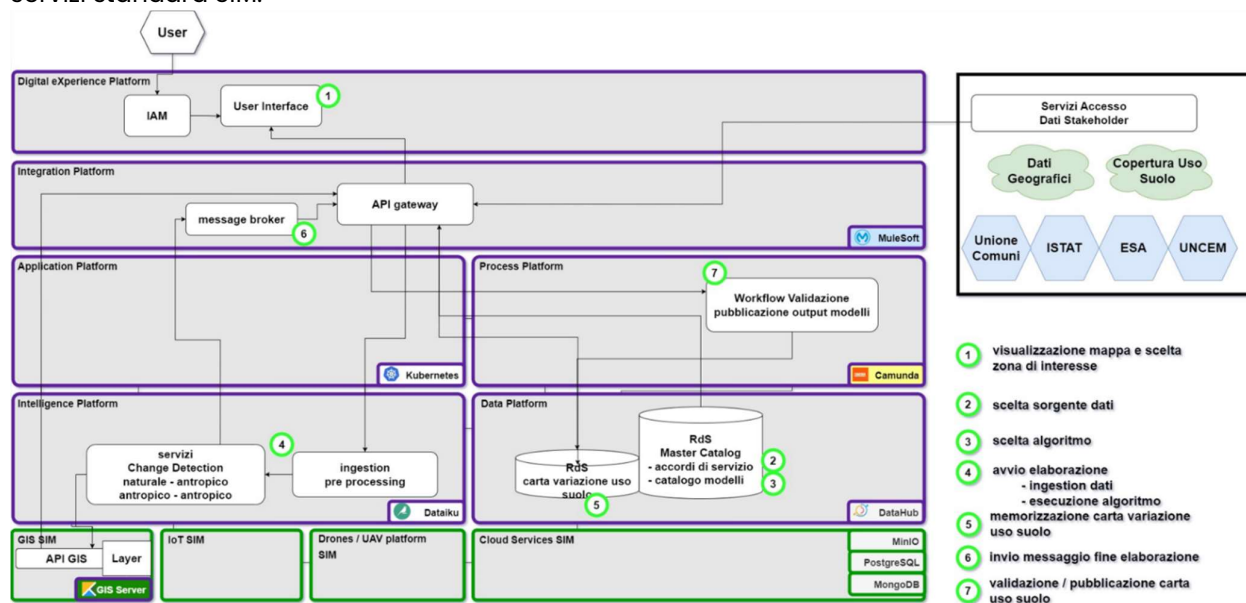 servizi standard SIM.
User
Digital eXperience Platform
IAM
User Interface
1
Integration Platform
message broker
6
API gateway
MuleSoft
Application Platform
Kubernetes
Process Platform
7
Workflow Validazione
pubblicazione output modelli
Camunda
Intelligence Platform
servizi
Change Detection
naturale - antropico
antropico - antropico
4
ingestion
pre processing
Dataiku
Data Platform
RdS
carta variazione uso
suolo
5
RdS
Master Catalog
- accordi di servizio
- catalogo modelli
2
3
DataHub
GIS SIM
API GIS
Layer
GIS Server
IoT SIM
Drones / UAV platform
SIM
Cloud Services SIM
MinIO
PostgreSQL
MongoDB
Servizi Accesso
Dati Stakeholder
Dati
Geografici
Copertura Uso
Suolo
Unione
Comuni
ISTAT
ESA
UNCEM
1 visualizzazione mappa e scelta
zona di interesse
2 scelta sorgente dati
3 scelta algoritmo
4 avvio elaborazione
- ingestion dati
- esecuzione algoritmo
5 memorizzazione carta variazione
uso suolo
6 invio messaggio fine elaborazione
7 validazione / pubblicazione carta
uso suolo